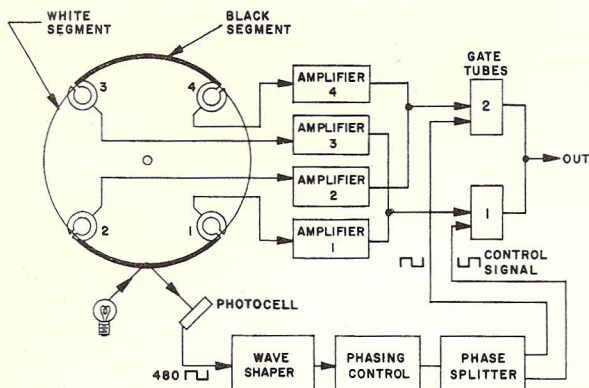 WHITE
SEGMENT
BLACK
SEGMENT
GATE
TUBES
3
4
AMPLIFIER
4
2
AMPLIFIER
3
AMPLIFIER
2
OUT
1
2
1
AMPLIFIER
1
CONTROL
SIGNAL
PHOTOCELL
480
WAVE
SHAPER
PHASING
CONTROL
PHASE
SPLITTER